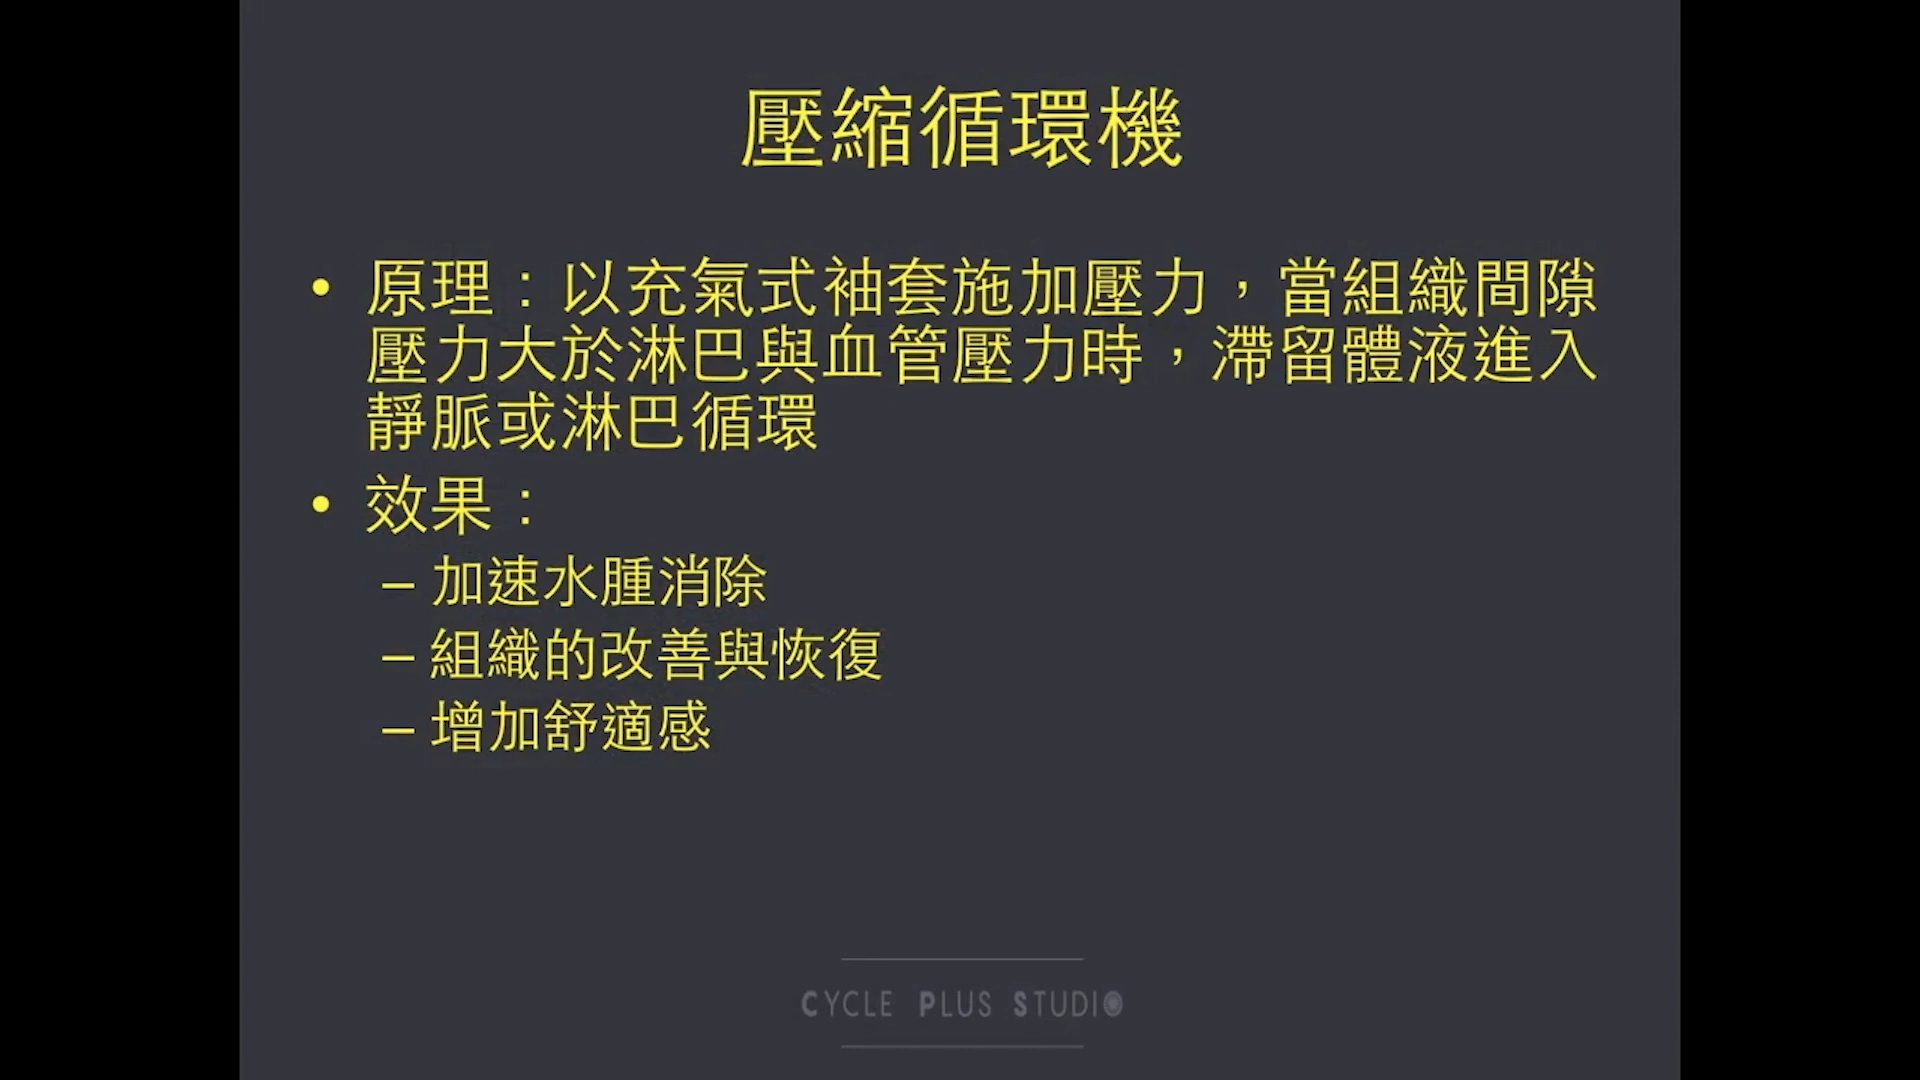 壓縮循環機
• 原理：以充氣式袖套施加壓力，當組織間隙
壓力大於淋巴與血管壓力時，滯留體液進入
靜脈或淋巴循環
• 效果：
– 加速水腫消除
– 組織的改善與恢復
– 增加舒適感
CYCLE PLUS STUDIO